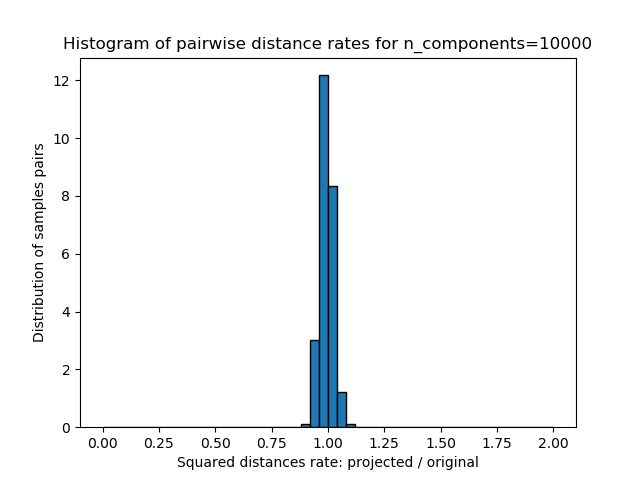 Histogram of pairwise distance rates for n_components=10000
12
10
8
6
4
2
0
Distribution of samples pairs
0.00 0.25 0.50 0.75 1.00 1.25 1.50 1.75 2.00
Squared distances rate: projected / original